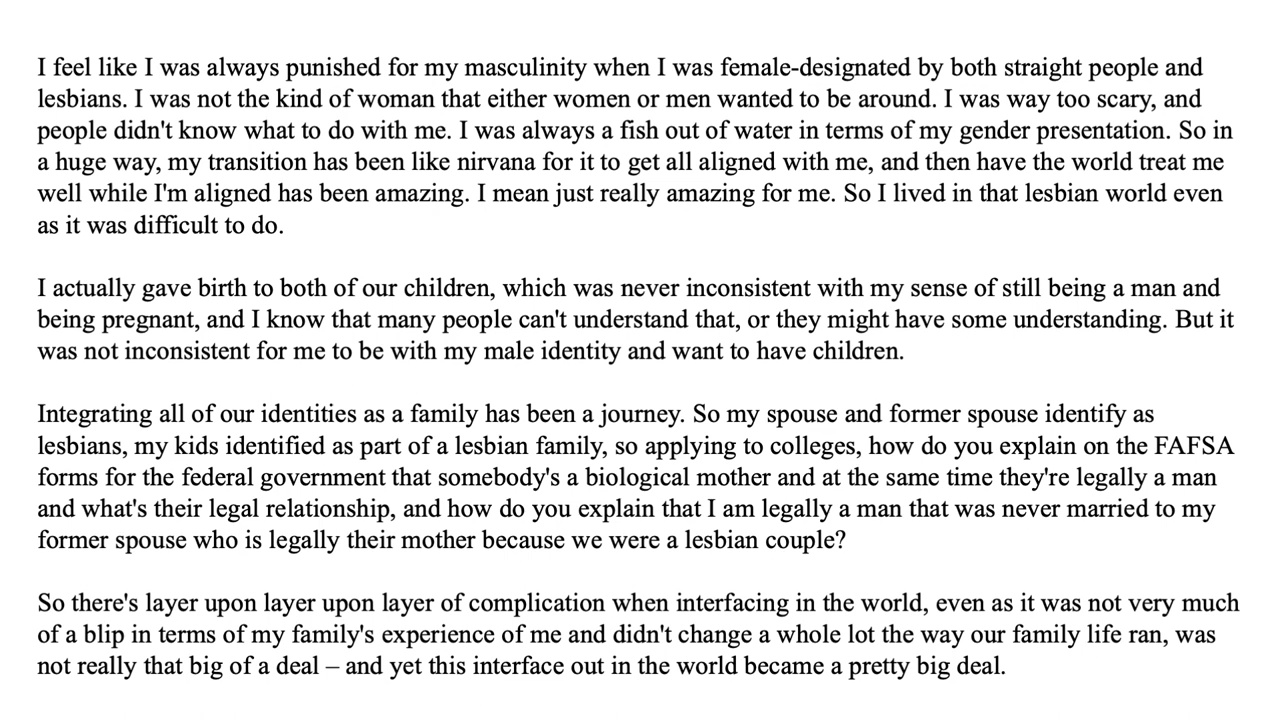 I feel like I was always punished for my masculinity when I was female-designated by both straight people and
lesbians. I was not the kind of woman that either women or men wanted to be around. I was way too scary, and
people didn't know what to do with me. I was always a fish out of water in terms of my gender presentation. So in
a huge way, my transition has been like nirvana for it to get all aligned with me, and then have the world treat me
well while I'm aligned has been amazing. I mean just really amazing for me. So I lived in that lesbian world even
as it was difficult to do.

I actually gave birth to both of our children, which was never inconsistent with my sense of still being a man and
being pregnant, and I know that many people can't understand that, or they might have some understanding. But it
was not inconsistent for me to be with my male identity and want to have children.

Integrating all of our identities as a family has been a journey. So my spouse and former spouse identify as
lesbians, my kids identified as part of a lesbian family, so applying to colleges, how do you explain on the FAFSA
forms for the federal government that somebody's a biological mother and at the same time they're legally a man
and what's their legal relationship, and how do you explain that I am legally a man that was never married to my
former spouse who is legally their mother because we were a lesbian couple?

So there's layer upon layer upon layer of complication when interfacing in the world, even as it was not very much
of a blip in terms of my family's experience of me and didn't change a whole lot the way our family life ran, was
not really that big of a deal – and yet this interface out in the world became a pretty big deal.